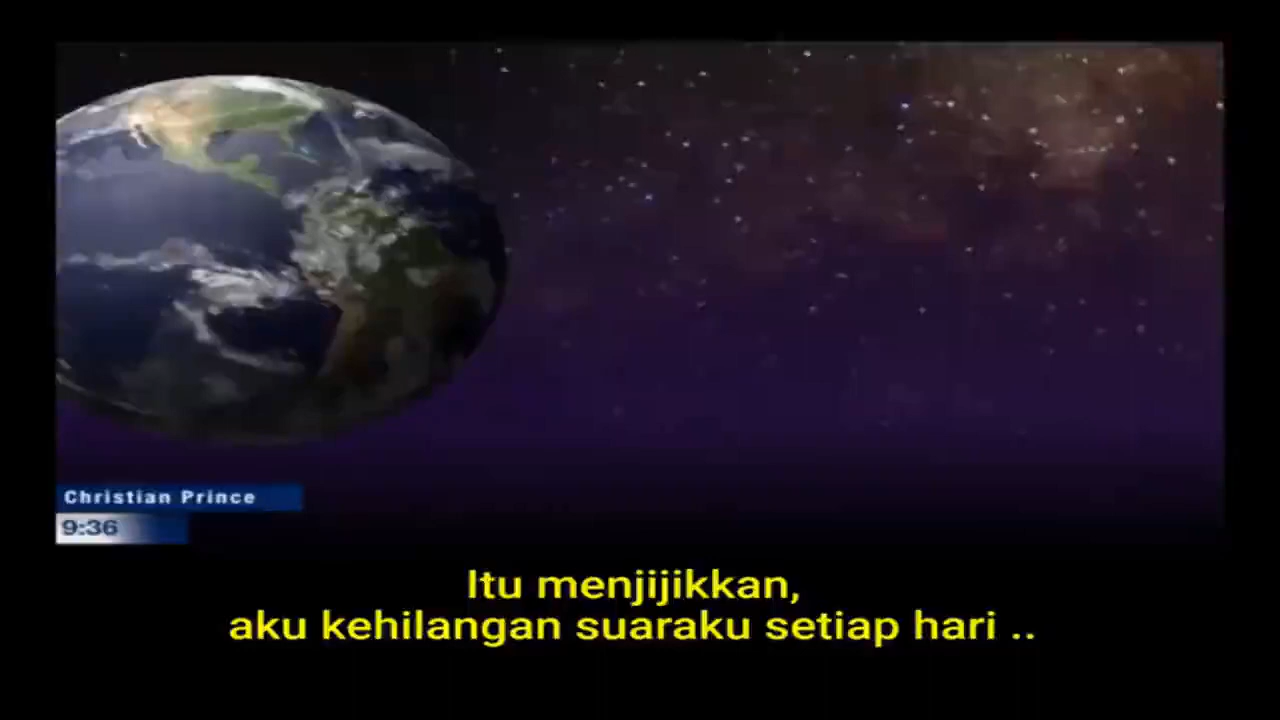 Christian Prince
9:36
Itu menjijikkan,
aku kehilangan suaraku setiap hari ..